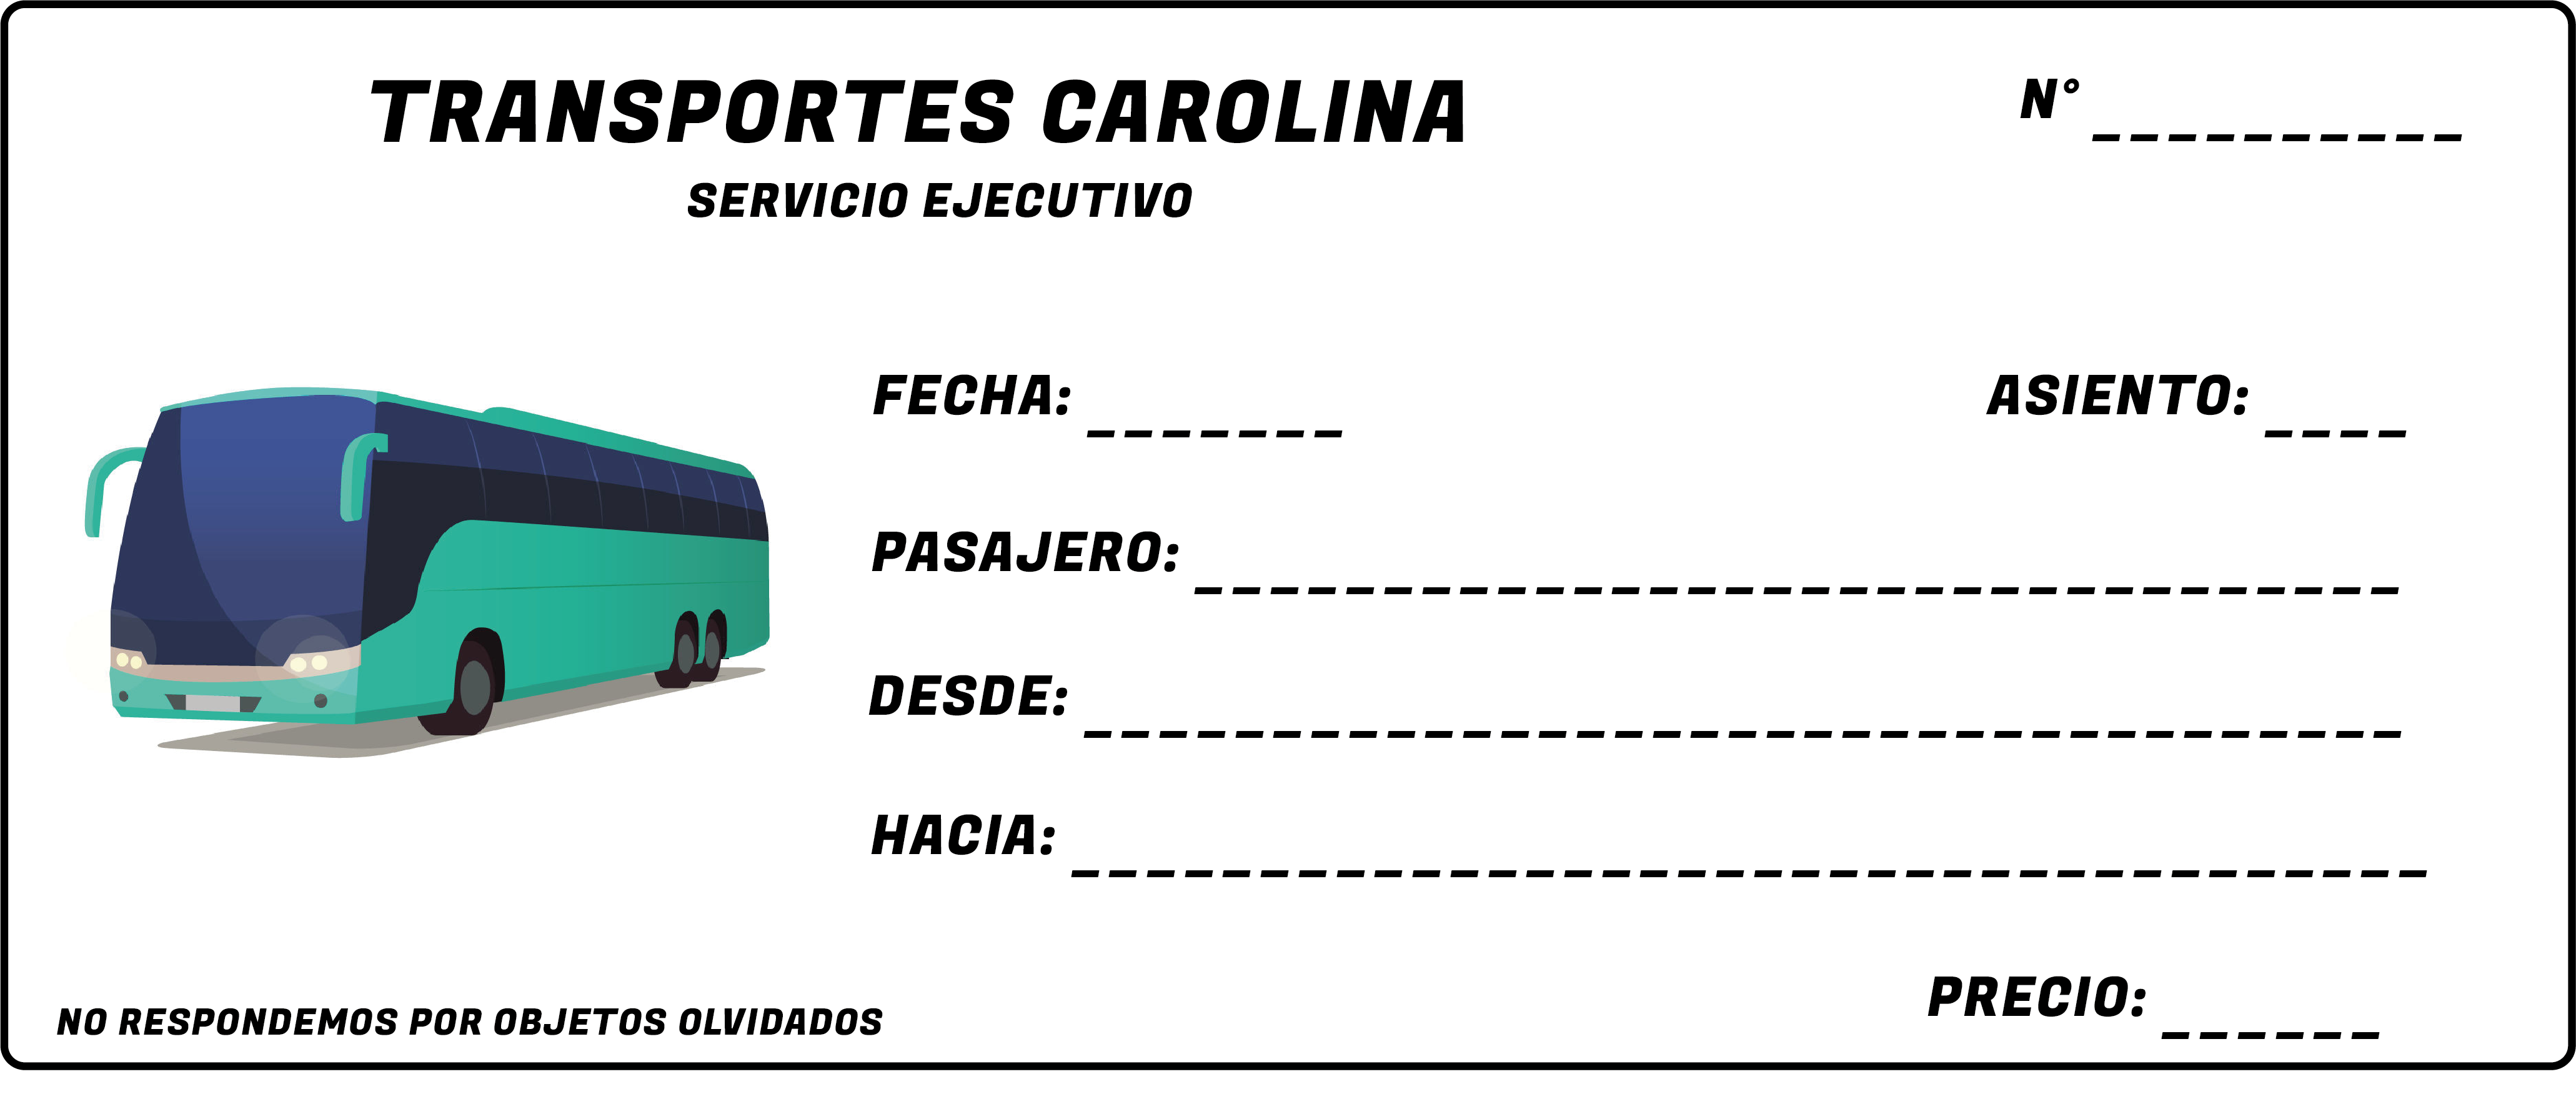 TRANSPORTES CAROLINA
N° __________
SERVICIO EJECUTIVO
FECHA: _______
ASIENTO: ____
PASAJERO: ________________________________
DESDE: ___________________________________
HACIA: ____________________________________
PRECIO: ______
NO RESPONDEMOS POR OBJETOS OLVIDADOS